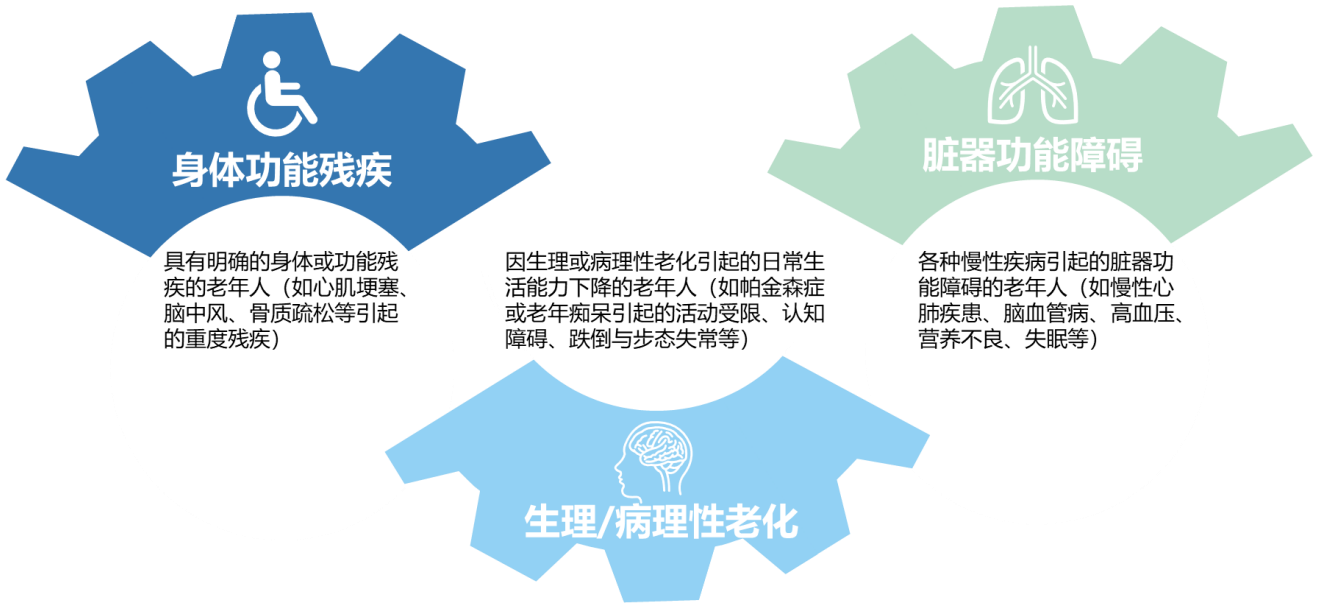 身体功能残疾
具有明确的身体或功能残
疾的老年人（如心肌埂塞、
脑中风、骨质疏松等引起
的重度残疾）
因生理或病理性老化引起的日常生
活能力下降的老年人（如帕金森症
或老年痴呆引起的活动受限、认知
障碍、跌倒与步态失常等）
生理/病理性老化
脏器功能障碍
各种慢性疾病引起的脏器功
能障碍的老年人（如慢性心
肺疾患、脑血管病、高血压、
营养不良、失眠等）